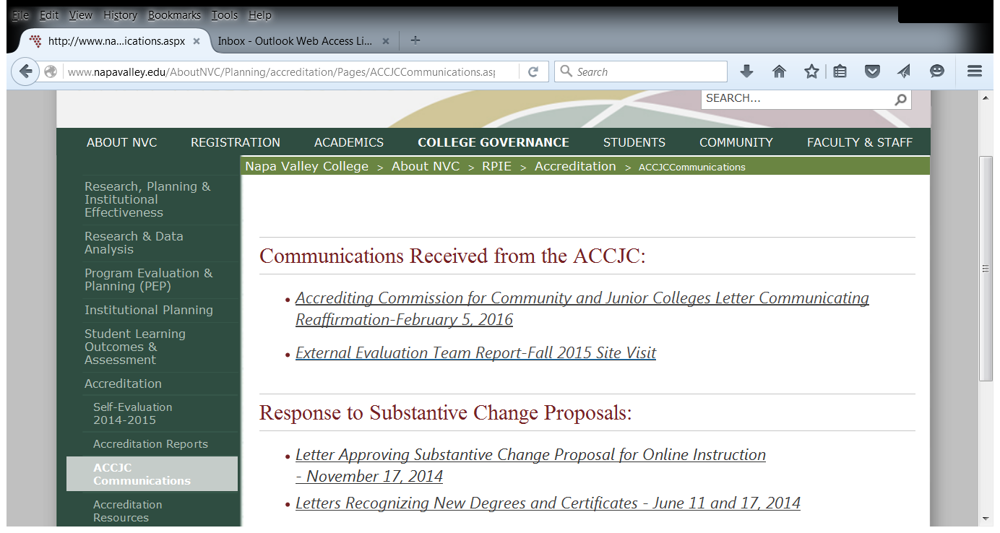 File Edit View History Bookmarks Tools Help
http://www.na...ications.aspx × Inbox - Outlook Web Access Li... × +
www.napavalley.edu/AboutNVC/Planning/accreditation/Pages/ACCJCCommunications.asp Search
SEARCH...
ABOUT NVC REGISTRATION ACADEMICS COLLEGE GOVERNANCE STUDENTS COMMUNITY FACULTY & STAFF
Napa Valley College > About NVC > RPIE > Accreditation > ACCJCCommunications
Research, Planning &
Institutional
Effectiveness
Research & Data
Analysis
Program Evaluation &
Planning (PEP)
Institutional Planning
Student Learning
Outcomes &
Assessment
Accreditation
Self-Evaluation
2014-2015
Accreditation Reports
ACCJC
Communications
Accreditation
Resources
Communications Received from the ACCJC:
• Accrediting Commission for Community and Junior Colleges Letter Communicating
Reaffirmation-February 5, 2016
• External Evaluation Team Report-Fall 2015 Site Visit
Response to Substantive Change Proposals:
• Letter Approving Substantive Change Proposal for Online Instruction
- November 17, 2014
• Letters Recognizing New Degrees and Certificates - June 11 and 17, 2014